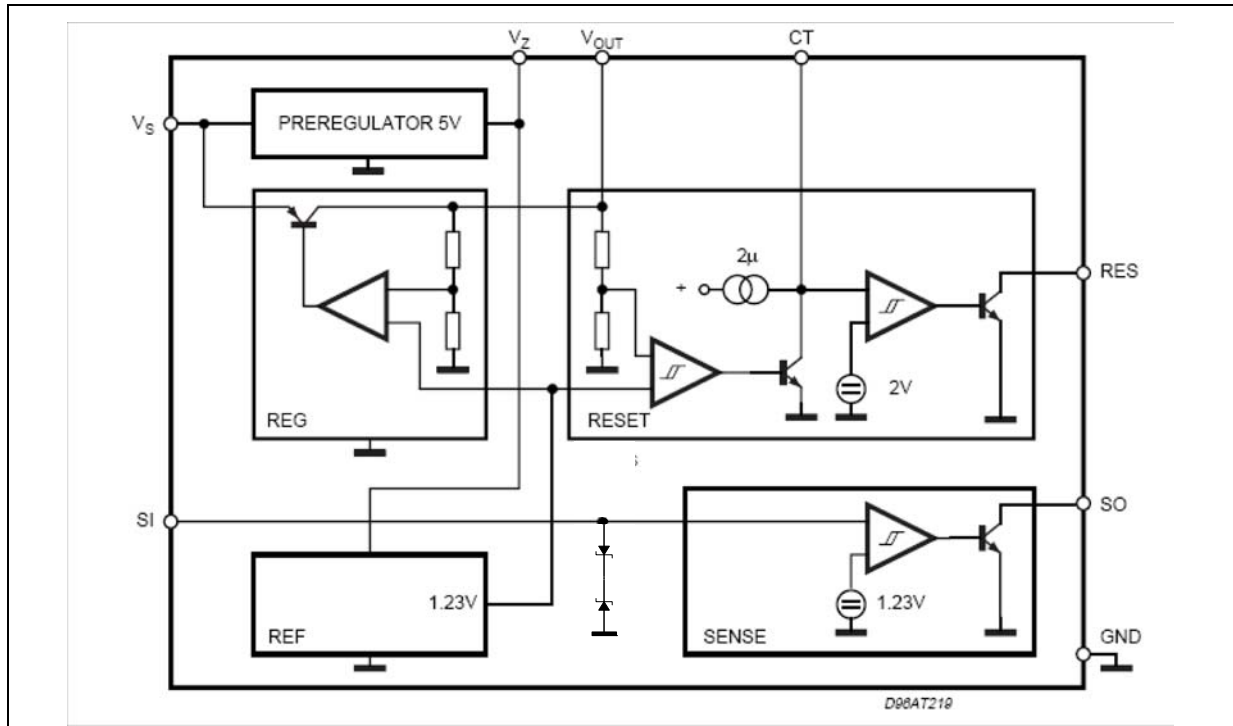 VZ VOUT CT
VS
PREREGULATOR 5V
2μ
+
RES
2V
REG
RESET
SI
SO
1.23V
1.23V
REF
SENSE
GND
D96AT219